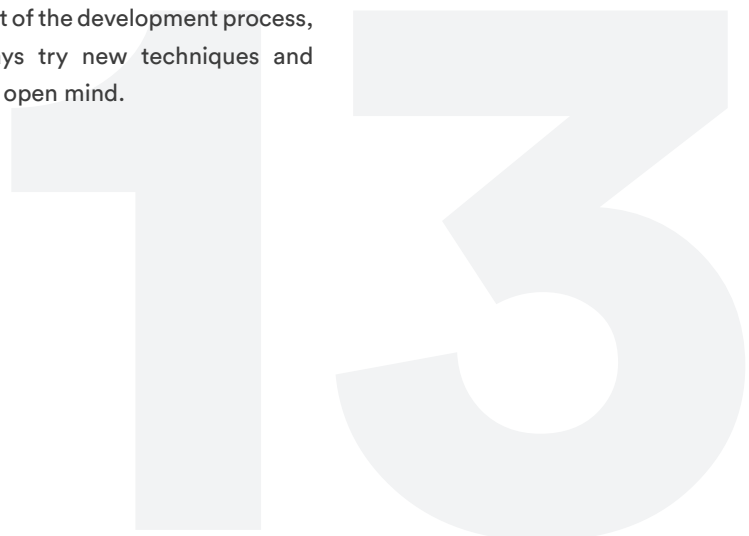 t of the development process,
ys try new techniques and
open mind.
13